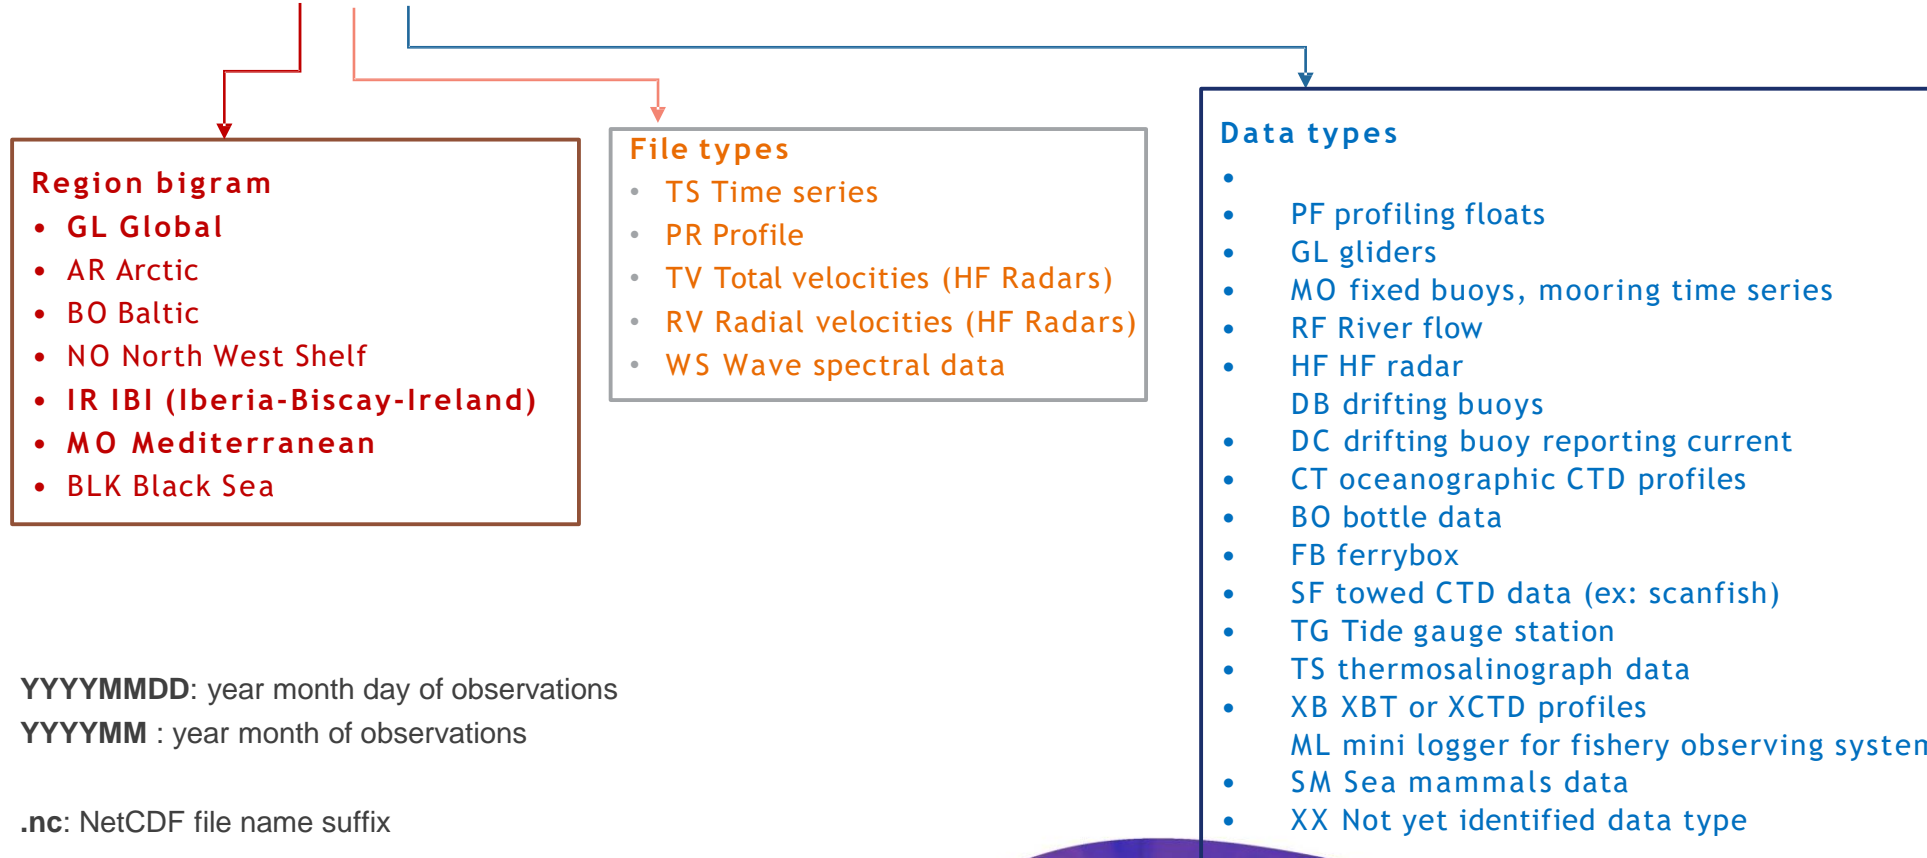 Region bigram
• GL Global
• AR Arctic
• BO Baltic
• NO North West Shelf
• IR IBI (Iberia-Biscay-Ireland)
• MO Mediterranean
• BLK Black Sea
File types
• TS Time series
• PR Profile
• TV Total velocities (HF Radars)
• RV Radial velocities (HF Radars)
• WS Wave spectral data
Data types
•
• PF profiling floats
• GL gliders
• MO fixed buoys, mooring time series
• RF River flow
• HF HF radar
DB drifting buoys
• DC drifting buoy reporting current
• CT oceanographic CTD profiles
• BO bottle data
• FB ferrybox
• SF towed CTD data (ex: scanfish)
• TG Tide gauge station
• TS thermosalinograph data
• XB XBT or XCTD profiles
ML mini logger for fishery observing system
• SM Sea mammals data
• XX Not yet identified data type
YYYYMMDD: year month day of observations
YYYYMM : year month of observations
.nc: NetCDF file name suffix